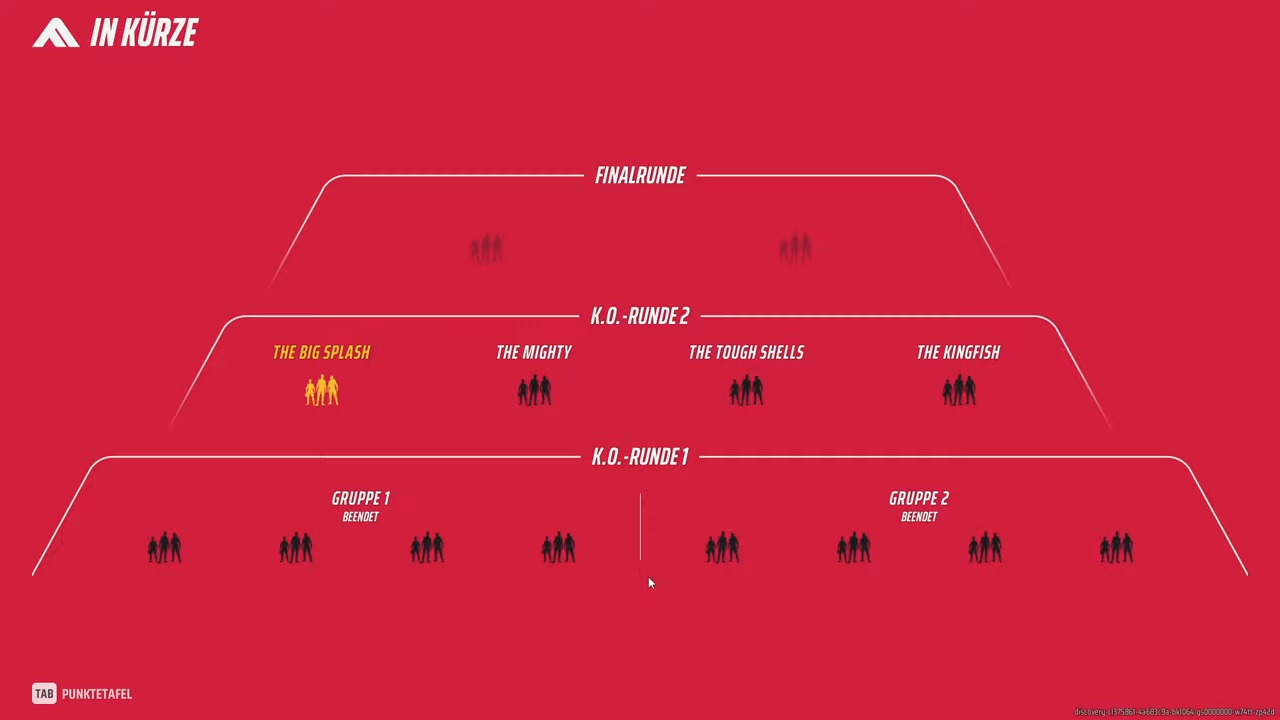 IN KÜRZE
FINALRUNDE
K.O.-RUNDE 2
THE BIG SPLASH
THE MIGHTY
THE TOUGH SHELLS
THE KINGFISH
K.O.-RUNDE 1
GRUPPE 1
BEENDET
GRUPPE 2
BEENDET
TAB PUNKTETAFEL